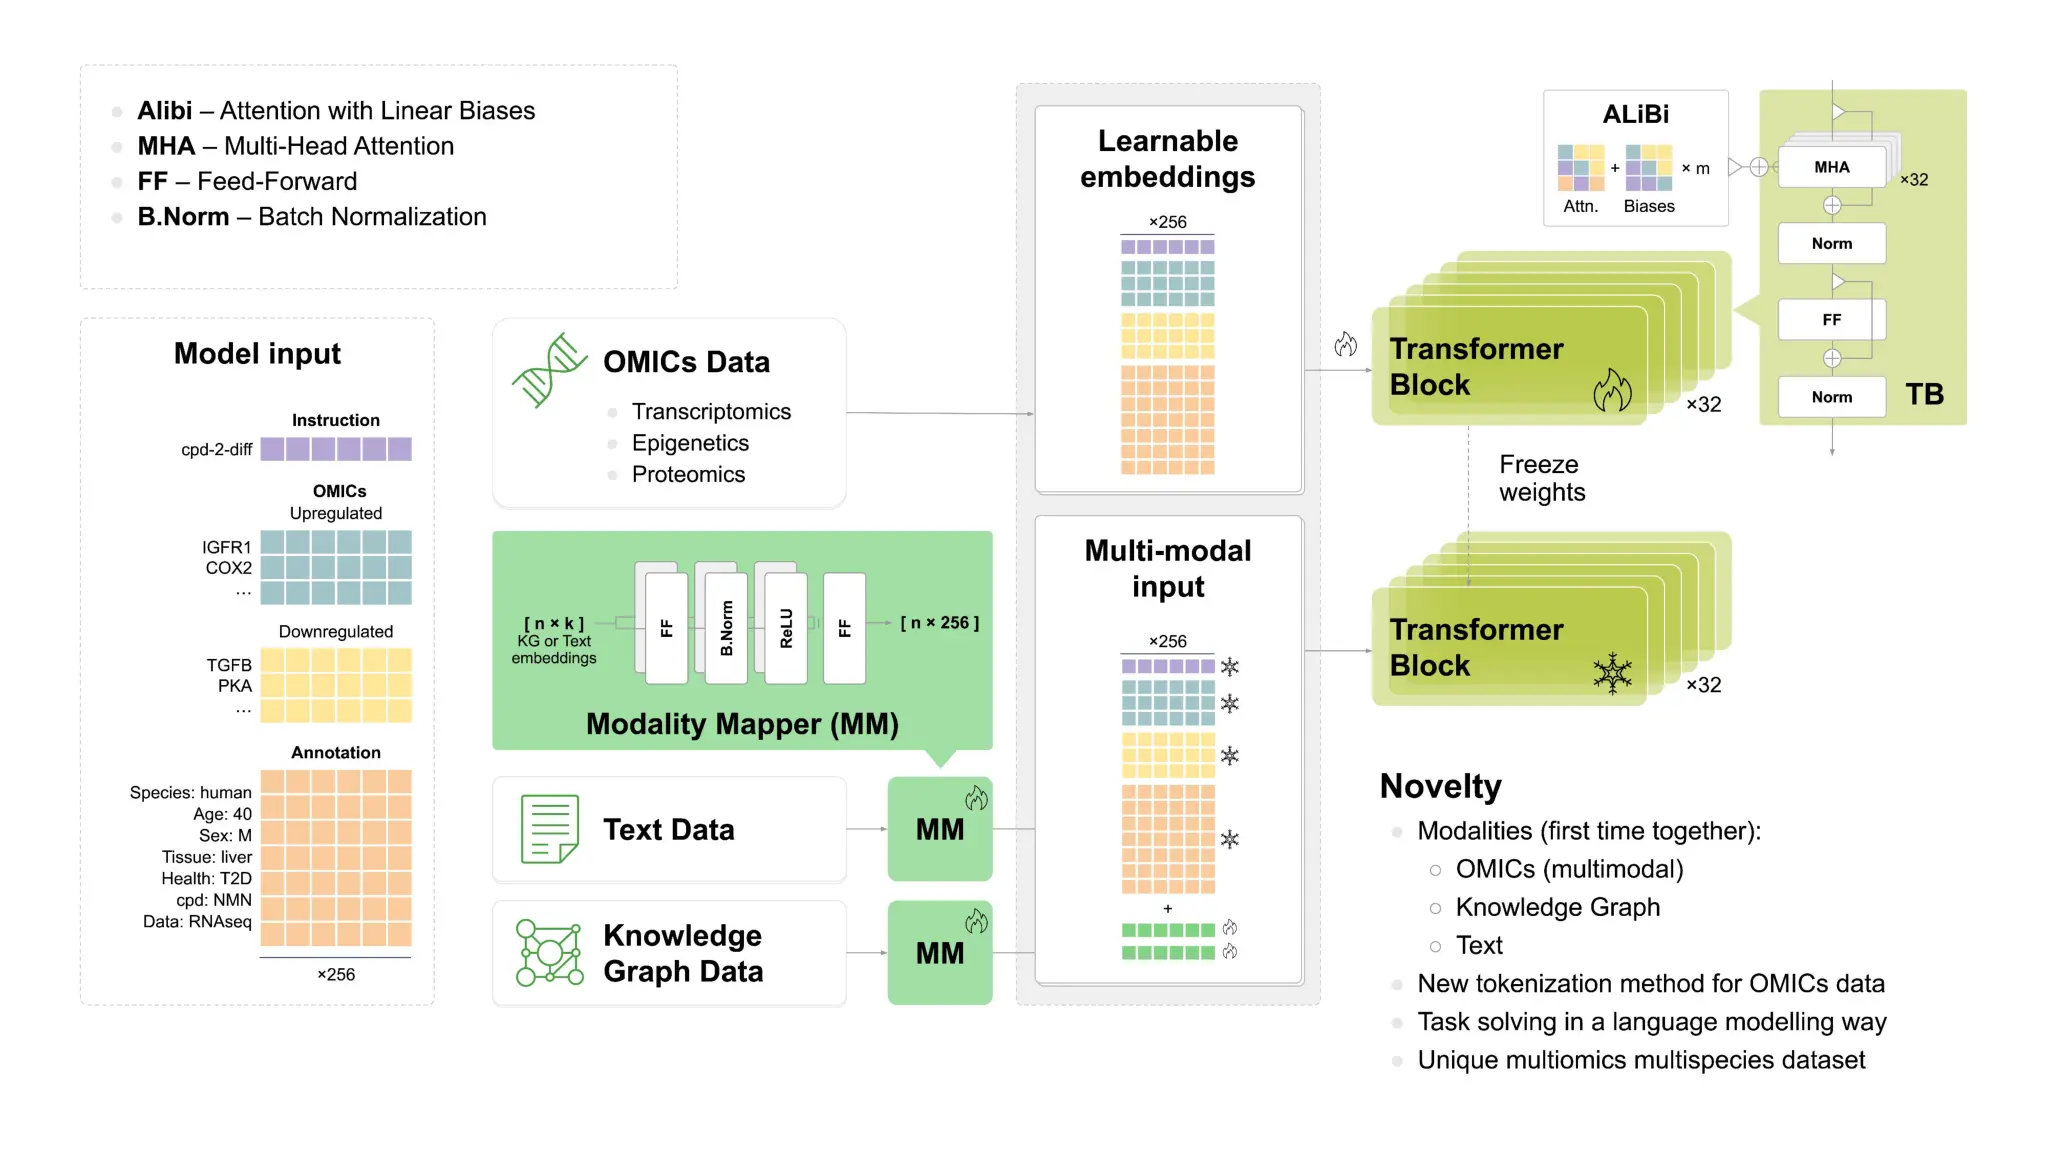 Alibi – Attention with Linear Biases
MHA – Multi-Head Attention
FF – Feed-Forward
B.Norm – Batch Normalization
Model input
Instruction
cpd-2-diff
OMICs
Upregulated
IGFR1
COX2
...
Downregulated
TGFB
PKA
...
Annotation
Species: human
Age: 40
Sex: M
Tissue: liver
Health: T2D
cpd: NMN
Data: RNAseq
×256
OMICs Data
Transcriptomics
Epigenetics
Proteomics
[ n × k ]
KG or Text
embeddings
FF
B.Norm
ReLU
FF
[ n × 256 ]
Modality Mapper (MM)
Text Data
MM
Knowledge
Graph Data
MM
Learnable
embeddings
×256
Multi-modal
input
×256
+
ALiBi
+
× m
Attn.
Biases
MHA
×32
Norm
FF
Norm
TB
Transformer
Block
×32
Freeze
weights
Transformer
Block
×32
Novelty
Modalities (first time together):
OMICs (multimodal)
Knowledge Graph
Text
New tokenization method for OMICs data
Task solving in a language modelling way
Unique multiomics multispecies dataset